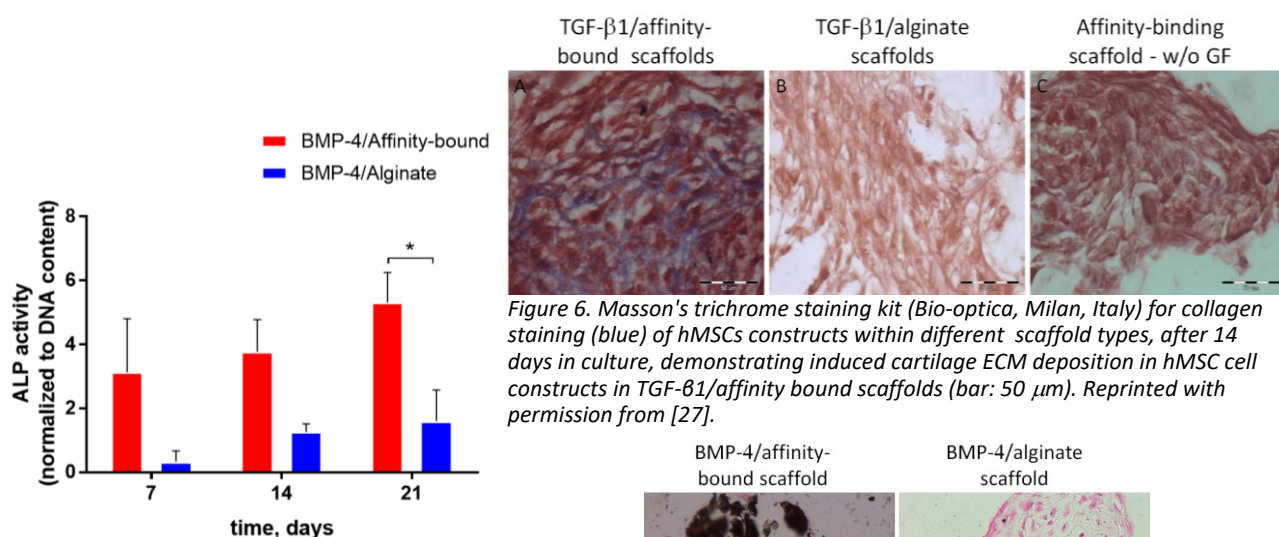 BMP-4/Affinity-bound
BMP-4/Alginate
ALP activity
(normalized to DNA content)
8
6
4
2
0
*
7 14 21
time, days
TGF-β1/affinity-
bound scaffolds
TGF-β1/alginate
scaffolds
Affinity-binding
scaffold - w/o GF
A
B
C
50 µm
Figure 6. Masson's trichrome staining kit (Bio-optica, Milan, Italy) for collagen
staining (blue) of hMSCs constructs within different scaffold types, after 14
days in culture, demonstrating induced cartilage ECM deposition in hMSC cell
constructs in TGF-β1/affinity bound scaffolds (bar: 50 μm). Reprinted with
permission from [27].
BMP-4/affinity-
bound scaffold
BMP-4/alginate
scaffold